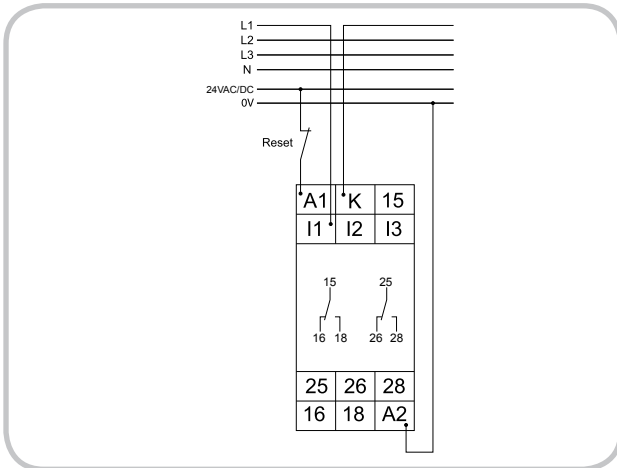 L1
L2
L3
N
24VAC/DC
0V
Reset
A1 K 15
I1 I2 I3
15 25
16 18 26 28
25 26 28
16 18 A2